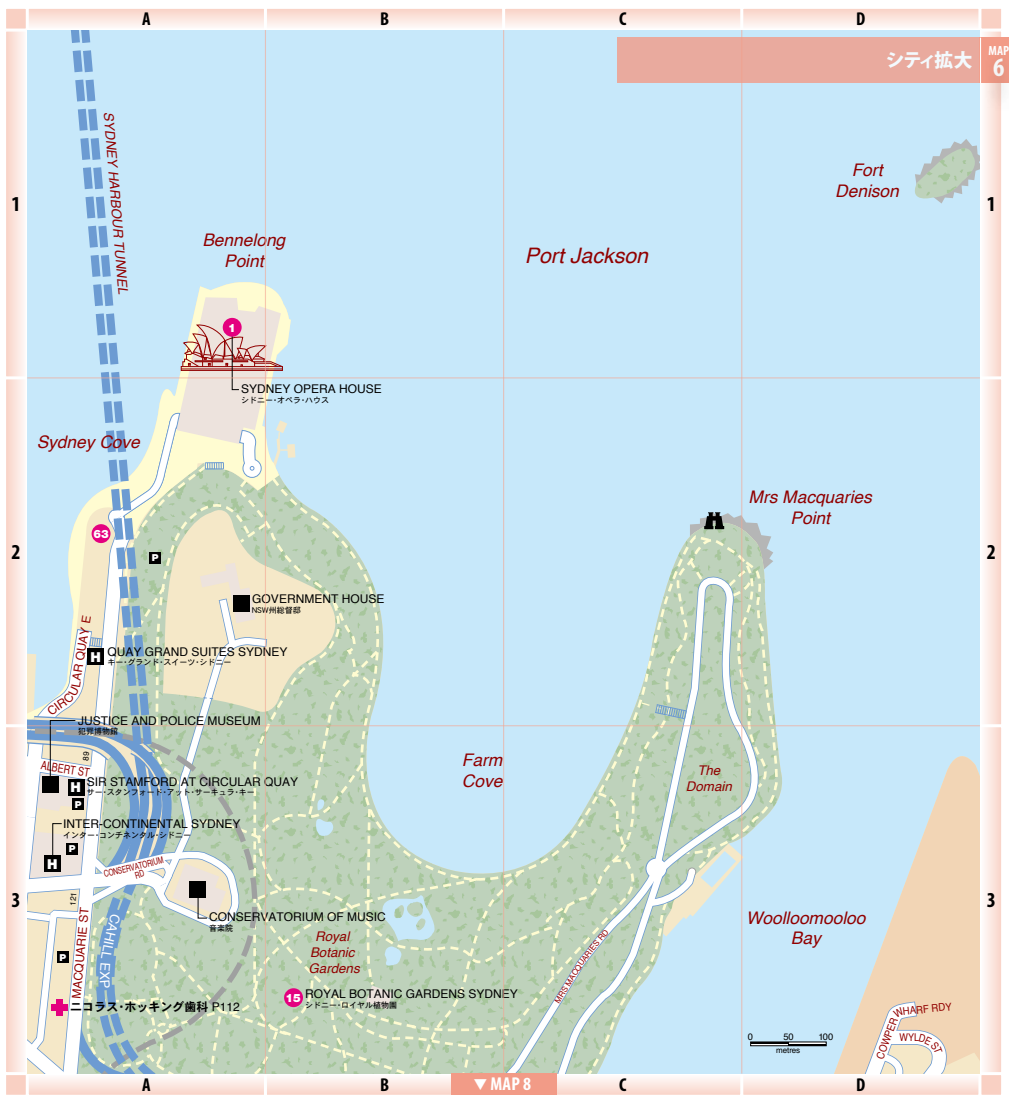 A
B
C
D
シティ拡大
MAP
6
SYDNEY HARBOUR TUNNEL
Fort
Denison
1
1
Bennelong
Point
Port Jackson
1
SYDNEY OPERA HOUSE
シドニー・オペラ・ハウス
Sydney Cove
Mrs Macquaries
Point
63
2
2
P
GOVERNMENT HOUSE
NSW州総督邸
CIRCULAR QUAY E
H
QUAY GRAND SUITES SYDNEY
キー・グランド・スイーツ・シドニー
JUSTICE AND POLICE MUSEUM
犯罪博物館
89
ALBERT ST
H
SIR STAMFORD AT CIRCULAR QUAY
サー・スタンフォード・アット・サーキュラ・キー
P
Farm
Cove
The
Domain
INTER-CONTINENTAL SYDNEY
インター・コンチネンタル・シドニー
P
H
CONSERVATORIUM
RD
3
3
121
CONSERVATORIUM OF MUSIC
音楽院
Woolloomooloo
Bay
MACQUARIE ST
CAHILL EXP
Royal
Botanic
Gardens
P
MRS MACQUARIES RD
15
ROYAL BOTANIC GARDENS SYDNEY
シドニー・ロイヤル植物園
ニコラス・ホッキング歯科 P112
COWPER WHARF RDY
WYLDE ST
0 50 100
metres
A
B
▼ MAP 8
C
D